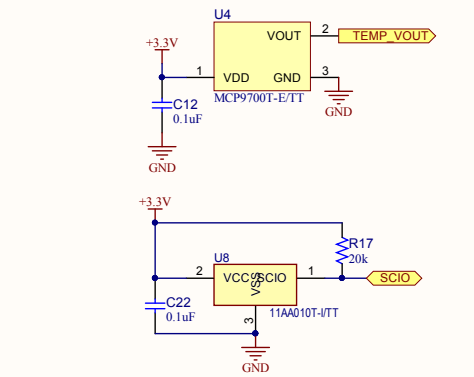 U4
+3.3V
VOUT
2
TEMP_VOUT
1
VDD
GND
3
MCP9700T-E/TT
C12
0.1uF
GND
GND
+3.3V
U8
R17
20k
2
VCC
VSS
SCIO
1
SCIO
C22
0.1uF
3
11AA010T-I/TT
GND